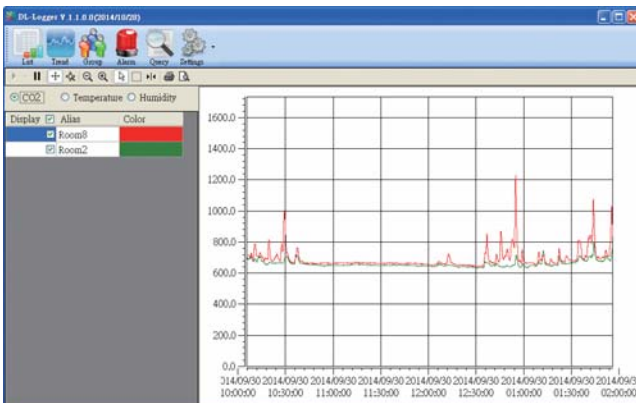 DL-Logger V.1.1.0.0(2014/10/20)
List Trend Group Alarm Query Settings
CO2 Temperature Humidity
Display Alias Color
Room8
Room2
1600.0
1400.0
1200.0
1000.0
800.0
600.0
400.0
200.0
0.0
2014/09/30 2014/09/30 2014/09/30 2014/09/30 2014/09/30 2014/09/30 2014/09/30 2014/09/30 2014/09/30
10:00:00 10:30:00 11:00:00 11:30:00 12:00:00 12:30:00 01:00:00 01:30:00 02:00:00